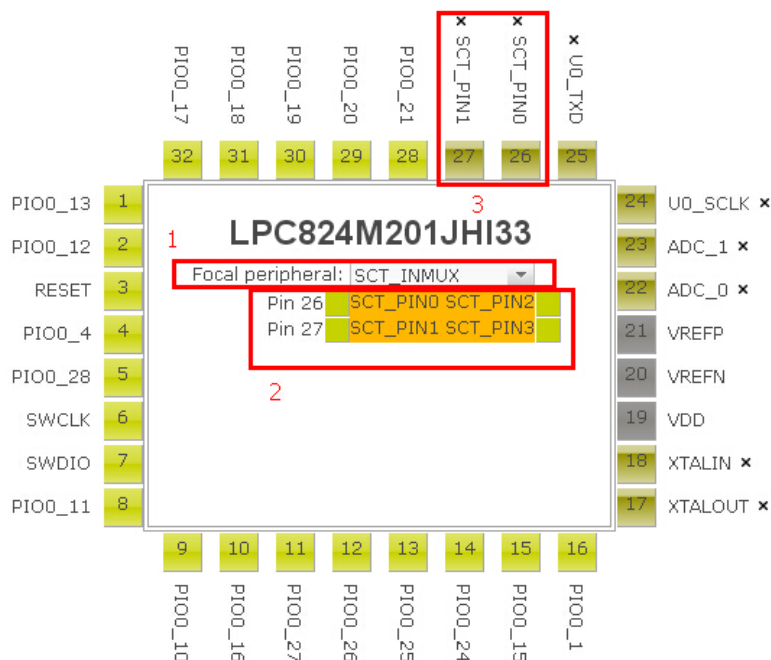 × SCT_PIN1
× SCT_PIN0
× U0_TXD
PIO0_17
PIO0_18
PIO0_19
PIO0_20
PIO0_21
32 31 30 29 28 27 26 25
3
PIO0_13 1
PIO0_12 2
RESET 3
PIO0_4 4
PIO0_28 5
SWCLK 6
SWDIO 7
PIO0_11 8
1
LPC824M201JHI33
Focal peripheral: SCT_INMUX
Pin 26 SCT_PIN0 SCT_PIN2
Pin 27 SCT_PIN1 SCT_PIN3
2
24 U0_SCLK ×
23 ADC_1 ×
22 ADC_0 ×
21 VREFP
20 VREFN
19 VDD
18 XTALIN ×
17 XTALOUT ×
9 10 11 12 13 14 15 16
PIO0_10
PIO0_16
PIO0_27
PIO0_26
PIO0_25
PIO0_24
PIO0_15
PIO0_1